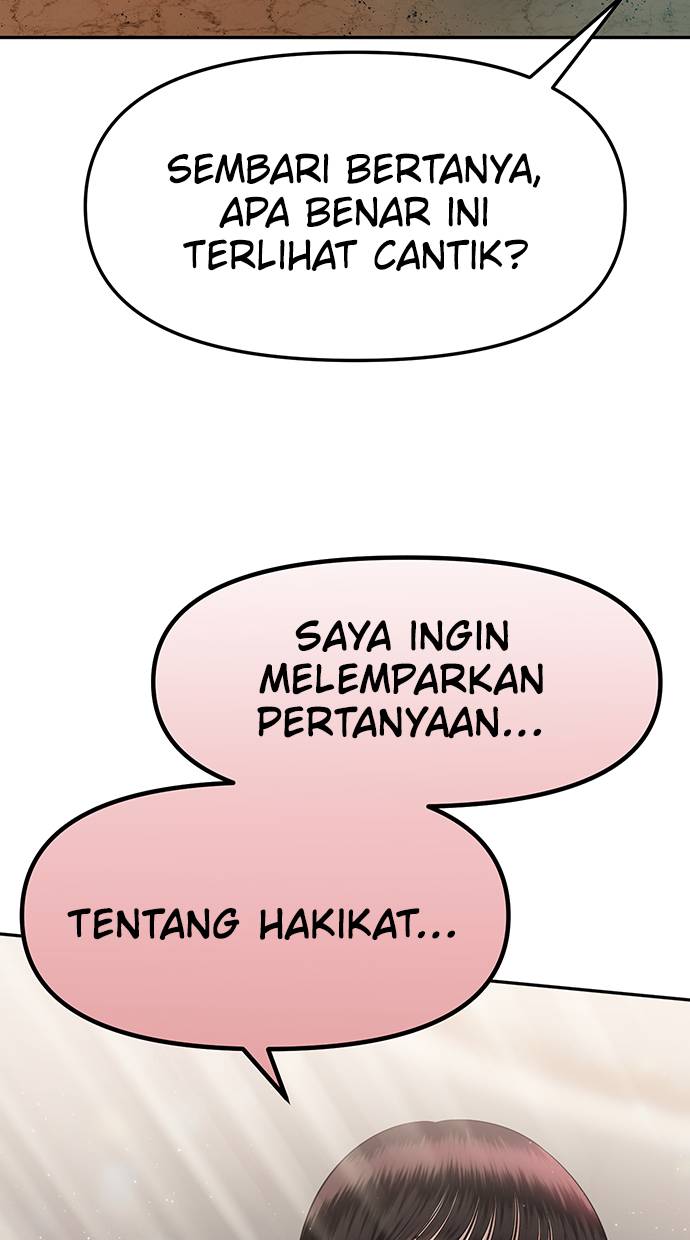 SEMBARI BERTANYA,
APA BENAR INI
TERLIHAT CANTIK?
SAYA INGIN
MELEMPARKAN
PERTANYAAN...
TENTANG HAKIKAT...